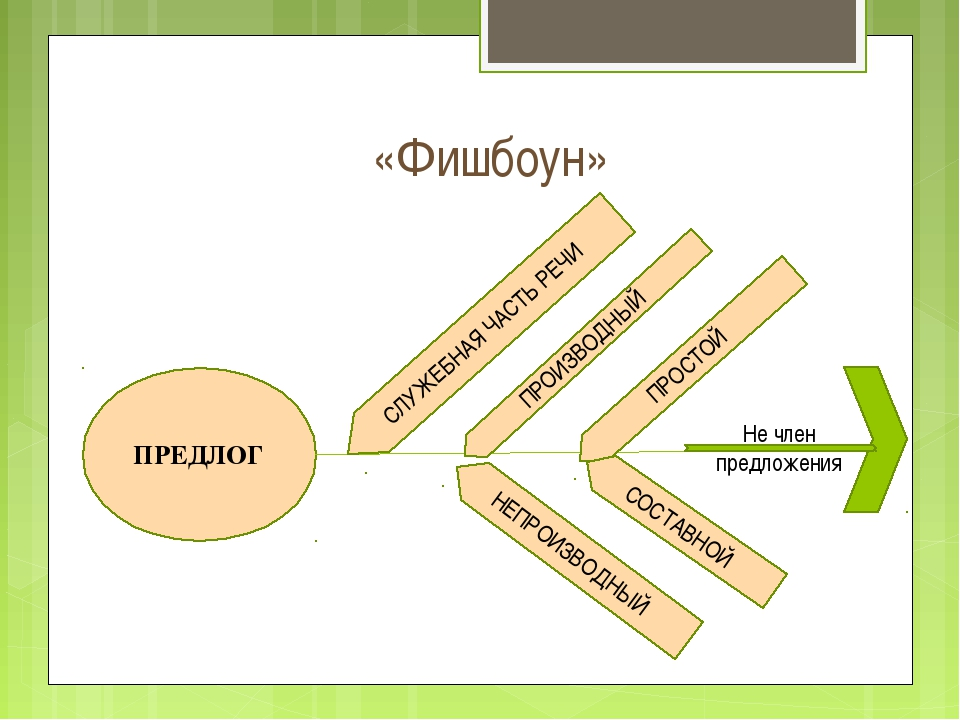 «Фишбоун»
СЛУЖЕБНАЯ ЧАСТЬ РЕЧИ
ПРОИЗВОДНЫЙ
ПРОСТОЙ
ПРЕДЛОГ
Не член
предложения
НЕПРОИЗВОДНЫЙ
СОСТАВНОЙ